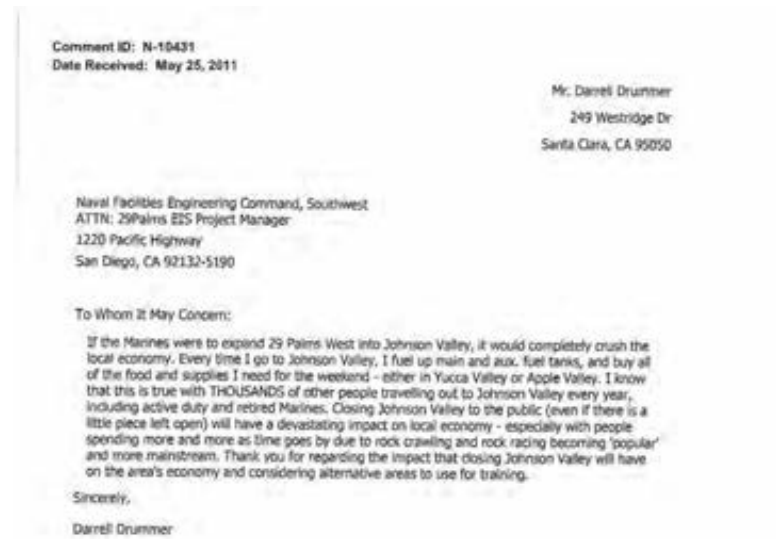 Comment ID: N-10431
Date Received: May 25, 2011
Mr. Darrell Drummer
249 Westridge Dr
Santa Clara, CA 95050
Naval Facilities Engineering Command, Southwest
ATTN: 29Palms EIS Project Manager
1220 Pacific Highway
San Diego, CA 92132-5190
To Whom It May Concern:
If the Marines were to expand 29 Palms West into Johnson Valley, it would completely crush the
local economy. Every time I go to Johnson Valley, I fuel up main and aux. fuel tanks, and buy all
of the food and supplies I need for the weekend - either in Yucca Valley or Apple Valley. I know
that this is true with THOUSANDS of other people travelling out to Johnson Valley every year,
including active duty and retired Marines. Closing Johnson Valley to the public (even if there is a
little piece left open) will have a devastating impact on local economy - especially with people
spending more and more as time goes by due to rock crawling and rock racing becoming 'popular'
and more mainstream. Thank you for regarding the impact that closing Johnson Valley will have
on the area's economy and considering alternative areas to use for training.
Sincerely,
Darrell Drummer